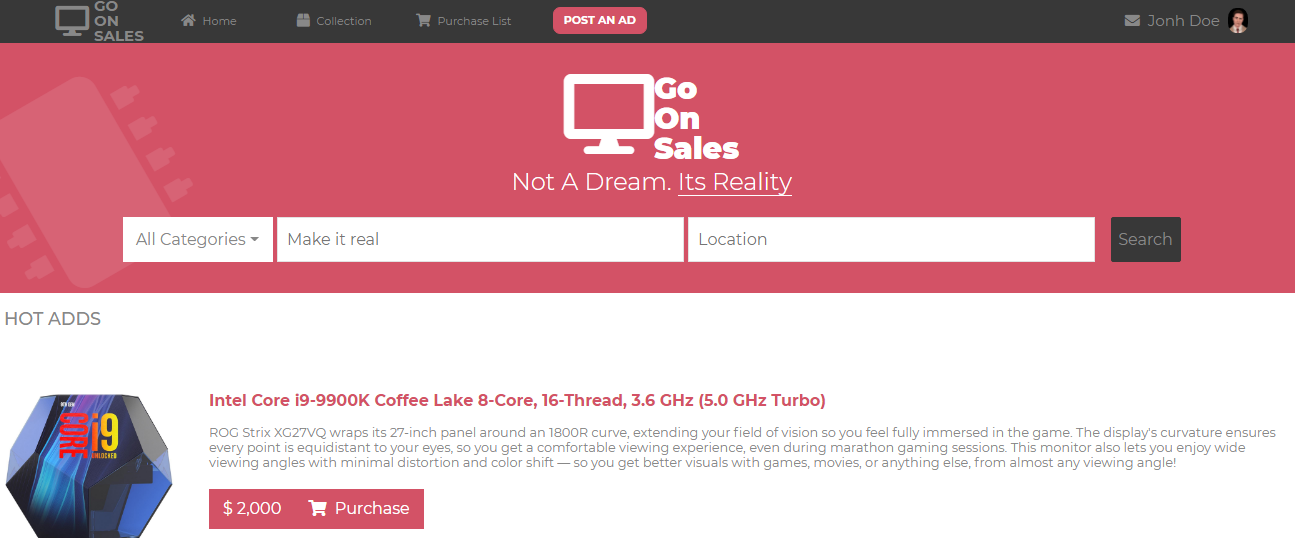 GO
ON
SALES
Home
Collection
Purchase List
POST AN AD
Jonh Doe
Go
On
Sales
Not A Dream. Its Reality
All Categories
Make it real
Location
Search
HOT ADDS
CORE i9
UNLOCKED
Intel Core i9-9900K Coffee Lake 8-Core, 16-Thread, 3.6 GHz (5.0 GHz Turbo)
ROG Strix XG27VQ wraps its 27-inch panel around an 1800R curve, extending your field of vision so you feel fully immersed in the game. The display's curvature ensures
every point is equidistant to your eyes, so you get a comfortable viewing experience, even during marathon gaming sessions. This monitor also lets you enjoy wide
viewing angles with minimal distortion and color shift — so you get better visuals with games, movies, or anything else, from almost any viewing angle!
$ 2,000
Purchase